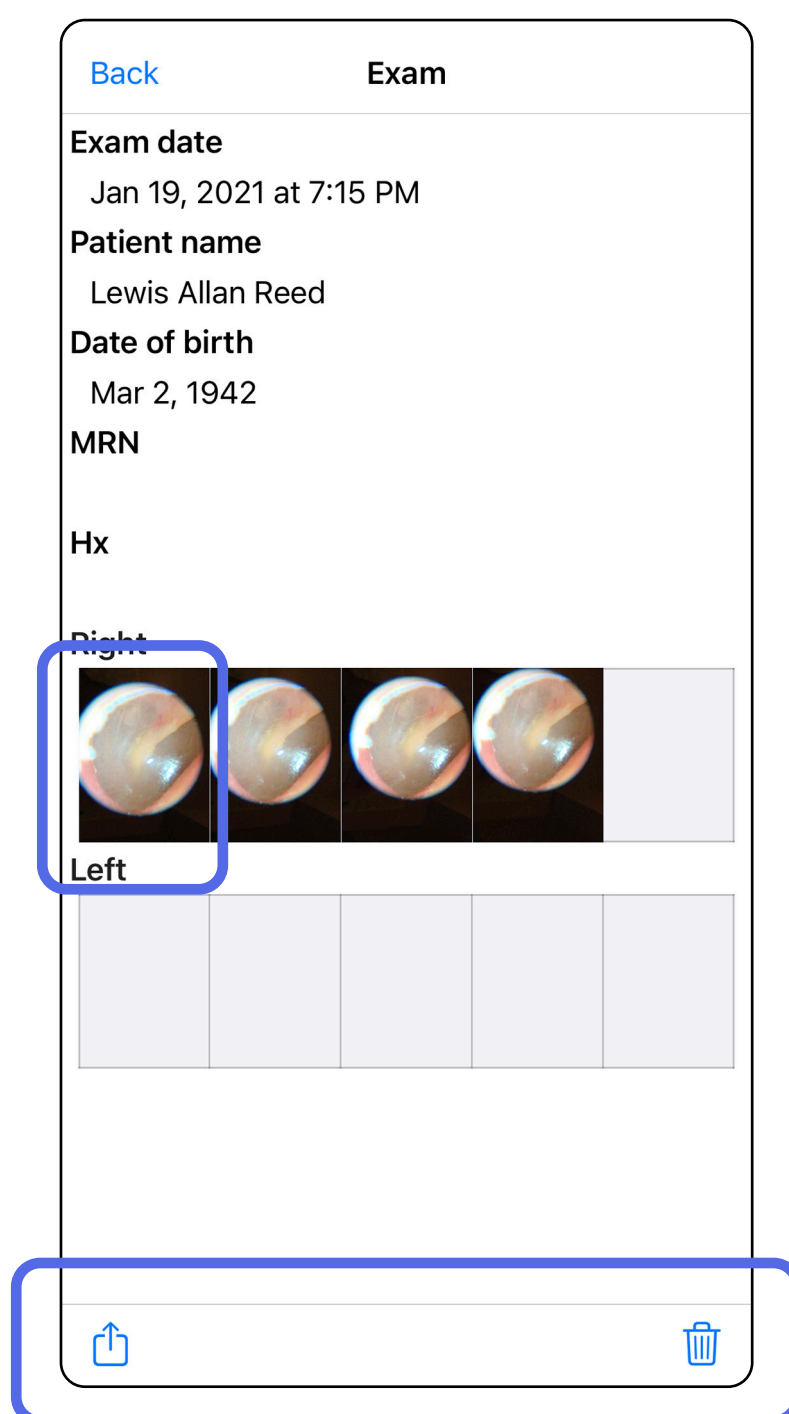 Back
Exam
Exam date
Jan 19, 2021 at 7:15 PM
Patient name
Lewis Allan Reed
Date of birth
Mar 2, 1942
MRN
Hx
Right
Left